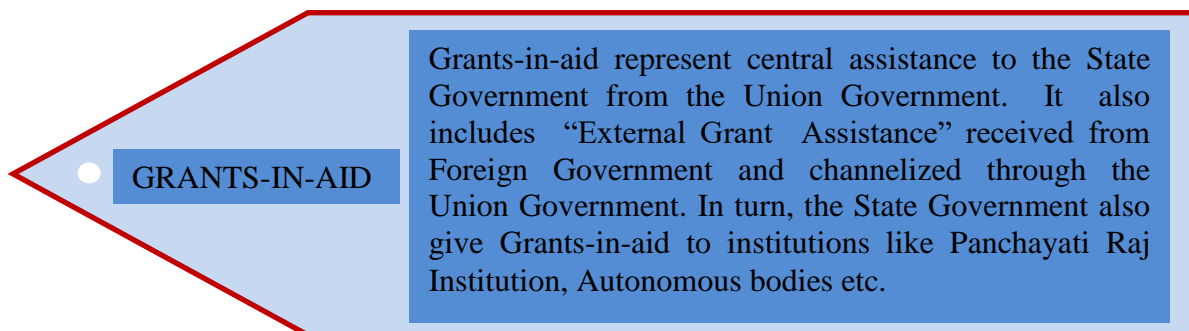 GRANTS-IN-AID
Grants-in-aid represent central assistance to the State
Government from the Union Government. It also
includes “External Grant Assistance” received from
Foreign Government and channelized through the
Union Government. In turn, the State Government also
give Grants-in-aid to institutions like Panchayati Raj
Institution, Autonomous bodies etc.